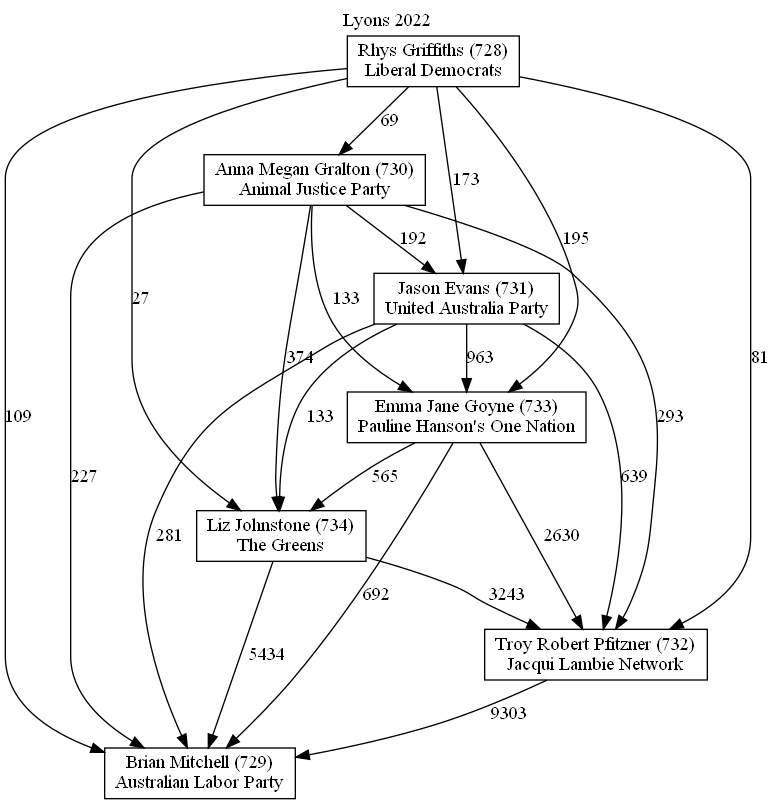 Lyons 2022
Rhys Griffiths (728)
Liberal Democrats
69
Anna Megan Gralton (730)
Animal Justice Party
173
192
195
Jason Evans (731)
United Australia Party
27
133
374
963
81
109
133
Emma Jane Goyne (733)
Pauline Hanson's One Nation
293
227
565
639
Liz Johnstone (734)
The Greens
281
2630
692
3243
Troy Robert Pfitzner (732)
Jacqui Lambie Network
5434
9303
Brian Mitchell (729)
Australian Labor Party